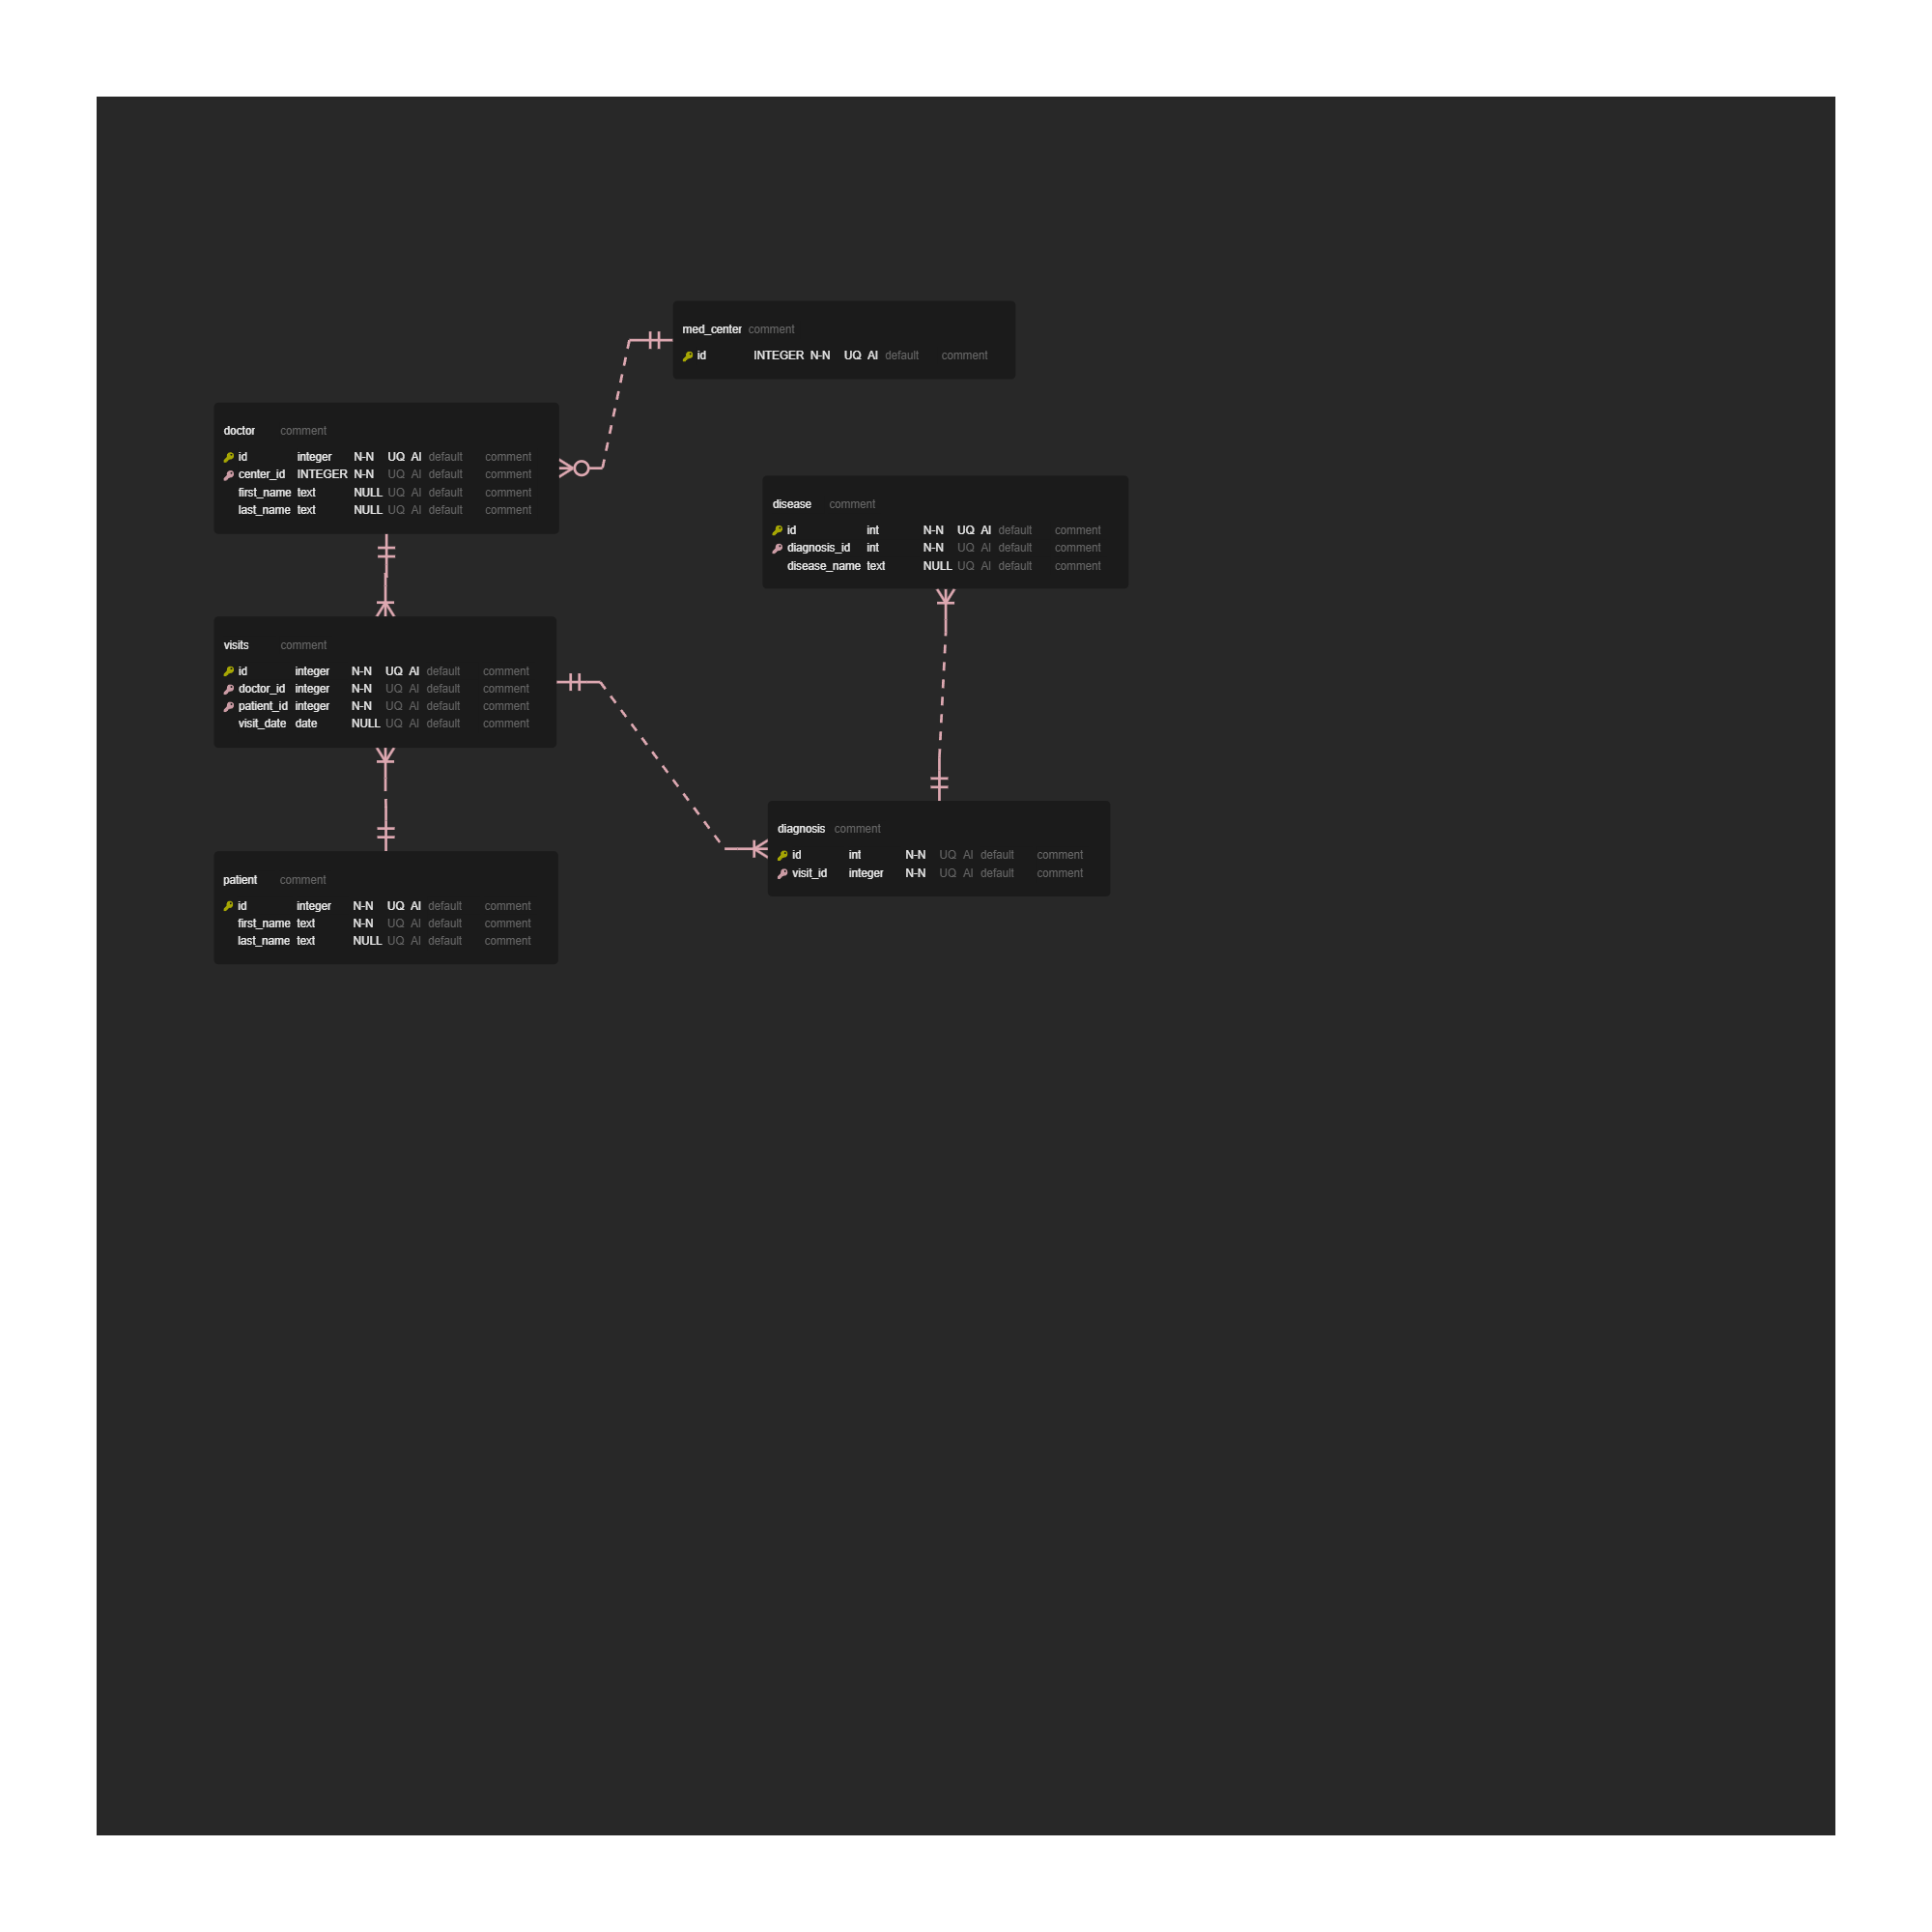 med_center comment
id INTEGER N-N UQ AI default comment
doctor comment
id integer N-N UQ AI default comment
center_id INTEGER N-N UQ AI default comment
first_name text NULL UQ AI default comment
last_name text NULL UQ AI default comment
disease comment
id int N-N UQ AI default comment
diagnosis_id int N-N UQ AI default comment
disease_name text NULL UQ AI default comment
visits comment
id integer N-N UQ AI default comment
doctor_id integer N-N UQ AI default comment
patient_id integer N-N UQ AI default comment
visit_date date NULL UQ AI default comment
diagnosis comment
id int N-N UQ AI default comment
visit_id integer N-N UQ AI default comment
patient comment
id integer N-N UQ AI default comment
first_name text N-N UQ AI default comment
last_name text NULL UQ AI default comment